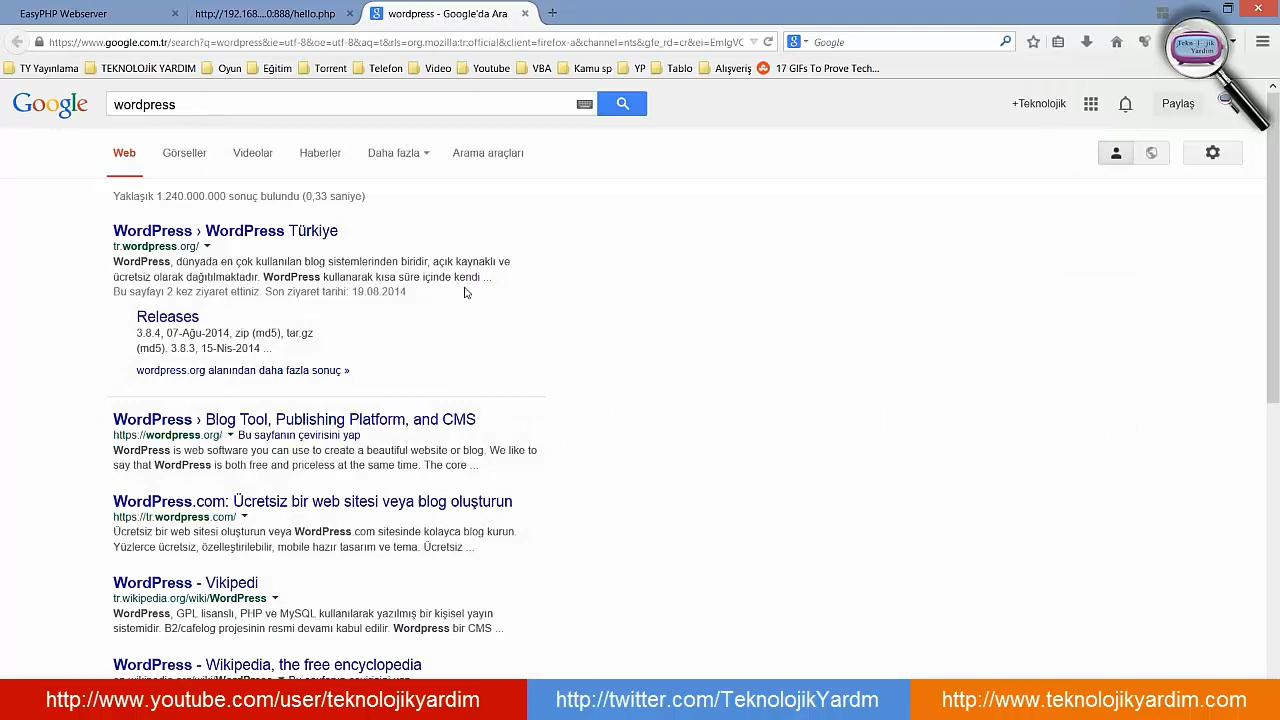 EasyPHP Webserver
http://192.168....0:888/hello.php
wordpress - Google'da Ara
https://www.google.com.tr/search?q=wordpress&ie=utf-8&oe=utf-8&aq=t&rls=org.mozilla:tr:official&client=firefox-a&channel=nts&gfe_rd=cr&ei=EmlgVC
Google
TY Yayınlama
TEKNOLOJİK YARDIM
Oyun
Eğitim
Torrent
Telefon
Video
Youtube
VBA
Kamu sp
YP
Tablo
Alışveriş
17 GIFs To Prove Tech...
Teknolojik Yardım
Google
wordpress
+Teknolojik
Paylaş
Web
Görseller
Videolar
Haberler
Daha fazla
Arama araçları
Yaklaşık 1.240.000.000 sonuç bulundu (0,33 saniye)
WordPress › WordPress Türkiye
tr.wordpress.org/
WordPress, dünyada en çok kullanılan blog sistemlerinden biridir, açık kaynaklı ve
ücretsiz olarak dağıtılmaktadır. WordPress kullanarak kısa süre içinde kendi ...
Bu sayfayı 2 kez ziyaret ettiniz. Son ziyaret tarihi: 19.08.2014
Releases
3.8.4, 07-Ağu-2014, zip (md5), tar.gz
(md5). 3.8.3, 15-Nis-2014 ...
wordpress.org alanından daha fazla sonuç »
WordPress › Blog Tool, Publishing Platform, and CMS
https://wordpress.org/ Bu sayfanın çevirisini yap
WordPress is web software you can use to create a beautiful website or blog. We like to
say that WordPress is both free and priceless at the same time. The core ...
WordPress.com: Ücretsiz bir web sitesi veya blog oluşturun
https://tr.wordpress.com/
Ücretsiz bir web sitesi oluşturun veya WordPress.com sitesinde kolayca blog kurun.
Yüzlerce ücretsiz, özelleştirilebilir, mobile hazır tasarım ve tema. Ücretsiz ...
WordPress - Vikipedi
tr.wikipedia.org/wiki/WordPress
WordPress, GPL lisanslı, PHP ve MySQL kullanılarak yazılmış bir kişisel yayın
sistemidir. B2/cafelog projesinin resmi devamı kabul edilir. Wordpress bir CMS ...
WordPress - Wikipedia, the free encyclopedia
http://www.youtube.com/user/teknolojikyardim
http://twitter.com/TeknolojikYardm
http://www.teknolojikyardim.com